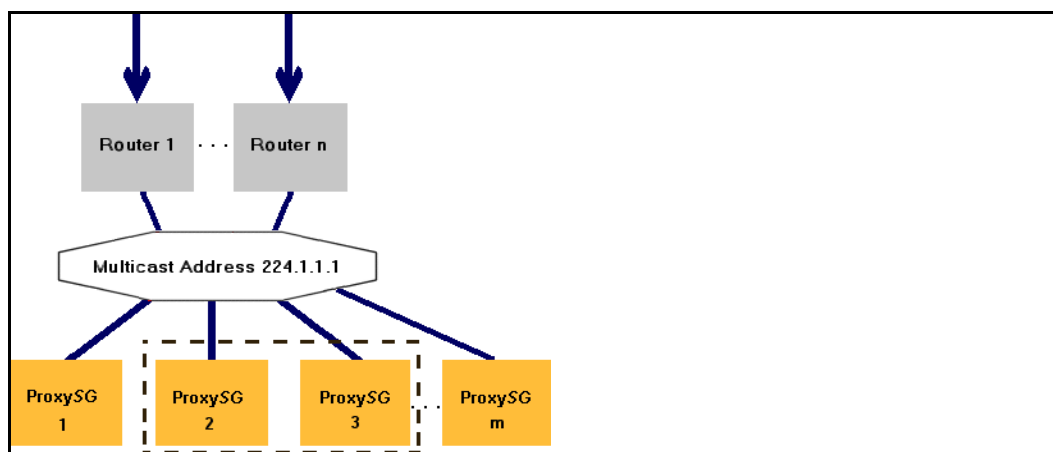 Router 1 ... Router n
Multicast Address 224.1.1.1
ProxySG
1
ProxySG
2
ProxySG
3
....
ProxySG
m